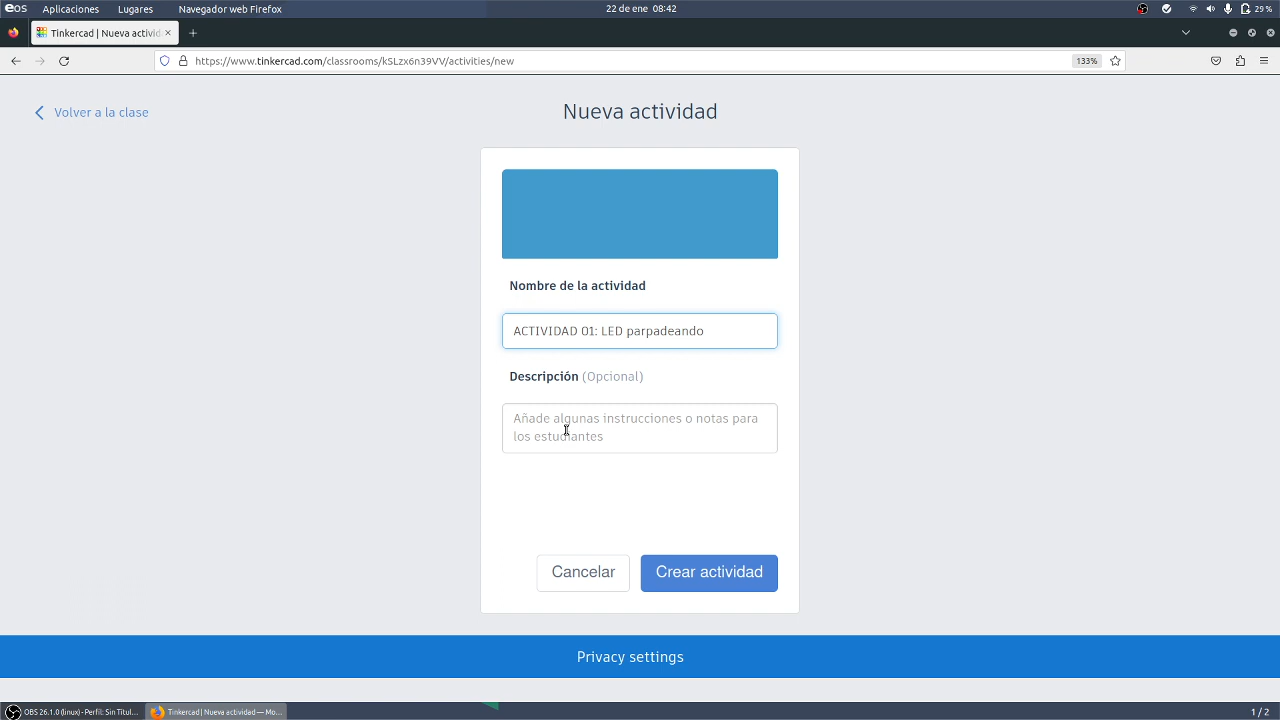 eos Aplicaciones Lugares Navegador web Firefox 22 de ene 08:42 29 %
Tinkercad | Nueva activid
https://www.tinkercad.com/classrooms/kSLzx6n39VV/activities/new 133%
Volver a la clase
Nueva actividad
Nombre de la actividad
ACTIVIDAD 01: LED parpadeando
Descripción (Opcional)
Añade algunas instrucciones o notas para
los estudiantes
Cancelar Crear actividad
Privacy settings
OBS 26.1.0 (linux) - Perfil: Sin Titul... Tinkercad | Nueva actividad — Mo... 1 / 2